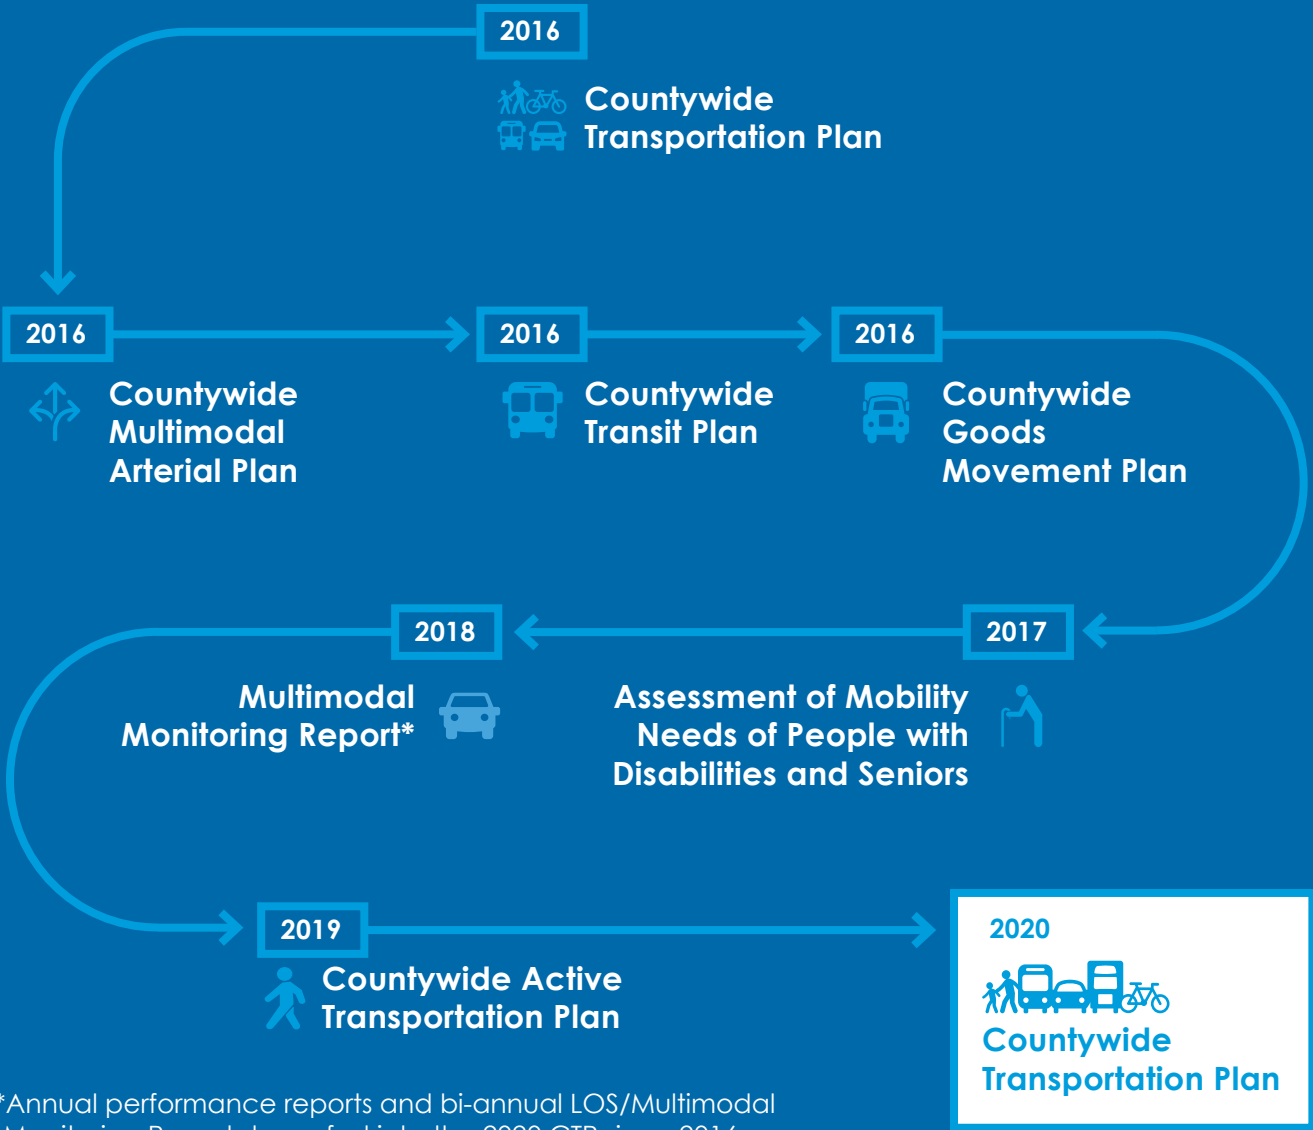 2016
Countywide
Transportation Plan
2016
Countywide
Multimodal
Arterial Plan
2016
Countywide
Transit Plan
2016
Countywide
Goods
Movement Plan
2017
Assessment of Mobility
Needs of People with
Disabilities and Seniors
2018
Multimodal
Monitoring Report*
2019
Countywide Active
Transportation Plan
2020
Countywide
Transportation Plan
*Annual performance reports and bi-annual LOS/Multimodal